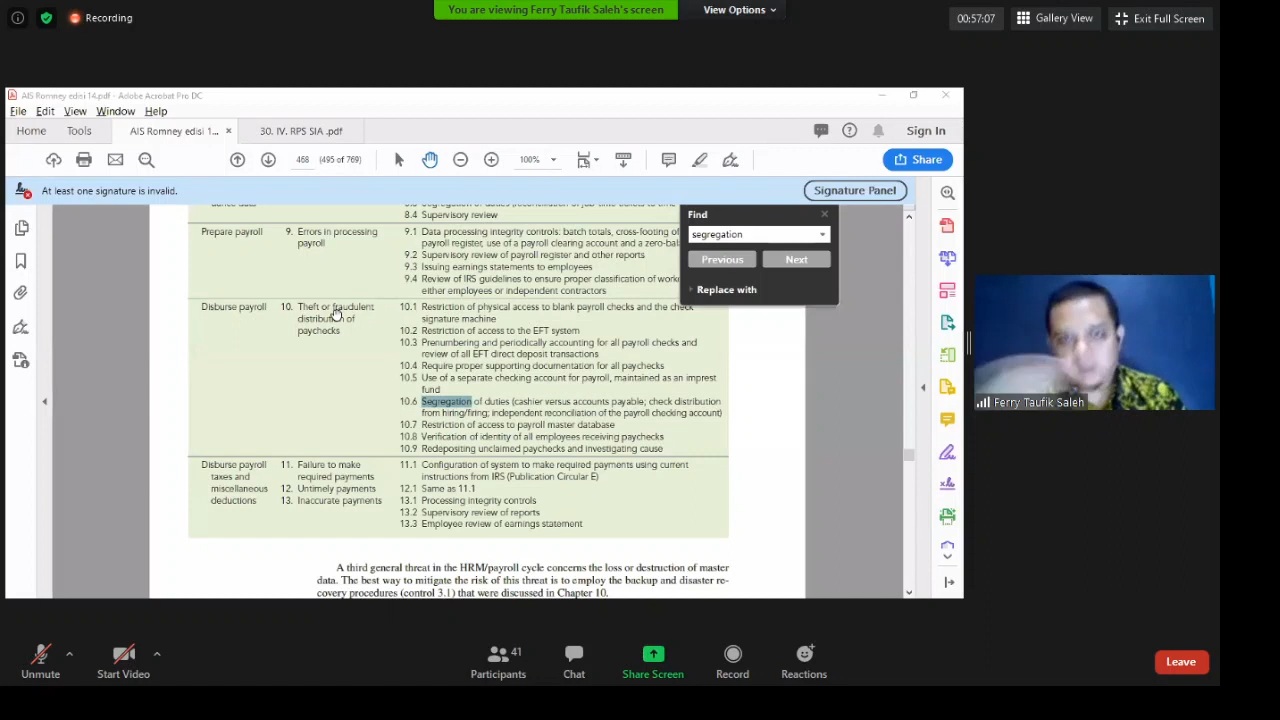 Recording
You are viewing Ferry Taufik Saleh's screen
View Options
00:57:07
Gallery View
Exit Full Screen
AIS Romney edisi 14.pdf - Adobe Acrobat Pro DC
File Edit View Window Help
Home Tools AIS Romney edisi 1... × 30. IV. RPS SIA .pdf Sign In
468 (495 of 769) 100% Share
At least one signature is invalid. Signature Panel
Find
segregation
Previous Next
Replace with
8.4 Supervisory review
Prepare payroll 9. Errors in processing 9.1 Data processing integrity controls: batch totals, cross-footing of
payroll payroll register, use of a payroll clearing account and a
9.2 Supervisory review of payroll register and other reports
9.3 Issuing earnings statements to employees
9.4 Review of IRS guidelines to ensure proper classification of
either employees or independent contractors
Disburse payroll 10. Theft or fraudulent 10.1 Restriction of physical access to blank payroll checks and the check
distribution of signature machine
paychecks 10.2 Restriction of access to the EFT system
10.3 Prenumbering and periodically accounting for all payroll checks and
review of all EFT direct deposit transactions
10.4 Require proper supporting documentation for all paychecks
10.5 Use of a separate checking account for payroll, maintained as an imprest
fund
10.6 Segregation of duties (cashier versus accounts payable; check distribution
from hiring/firing; independent reconciliation of the payroll checking account)
10.7 Restriction of access to payroll master database
10.8 Verification of identity of all employees receiving paychecks
10.9 Redepositing unclaimed paychecks and investigating cause
Disburse payroll 11. Failure to make 11.1 Configuration of system to make required payments using current
taxes and required payments instructions from IRS (Publication Circular E)
miscellaneous 12. Untimely payments 12.1 Same as 11.1
deductions 13. Inaccurate payments 13.1 Processing integrity controls
13.2 Supervisory review of reports
13.3 Employee review of earnings statement
A third general threat in the HRM/payroll cycle concerns the loss or destruction of master
data. The best way to mitigate the risk of this threat is to employ the backup and disaster re-
covery procedures (control 3.1) that were discussed in Chapter 10.
Ferry Taufik Saleh
41
Unmute Start Video Participants Chat Share Screen Record Reactions Leave